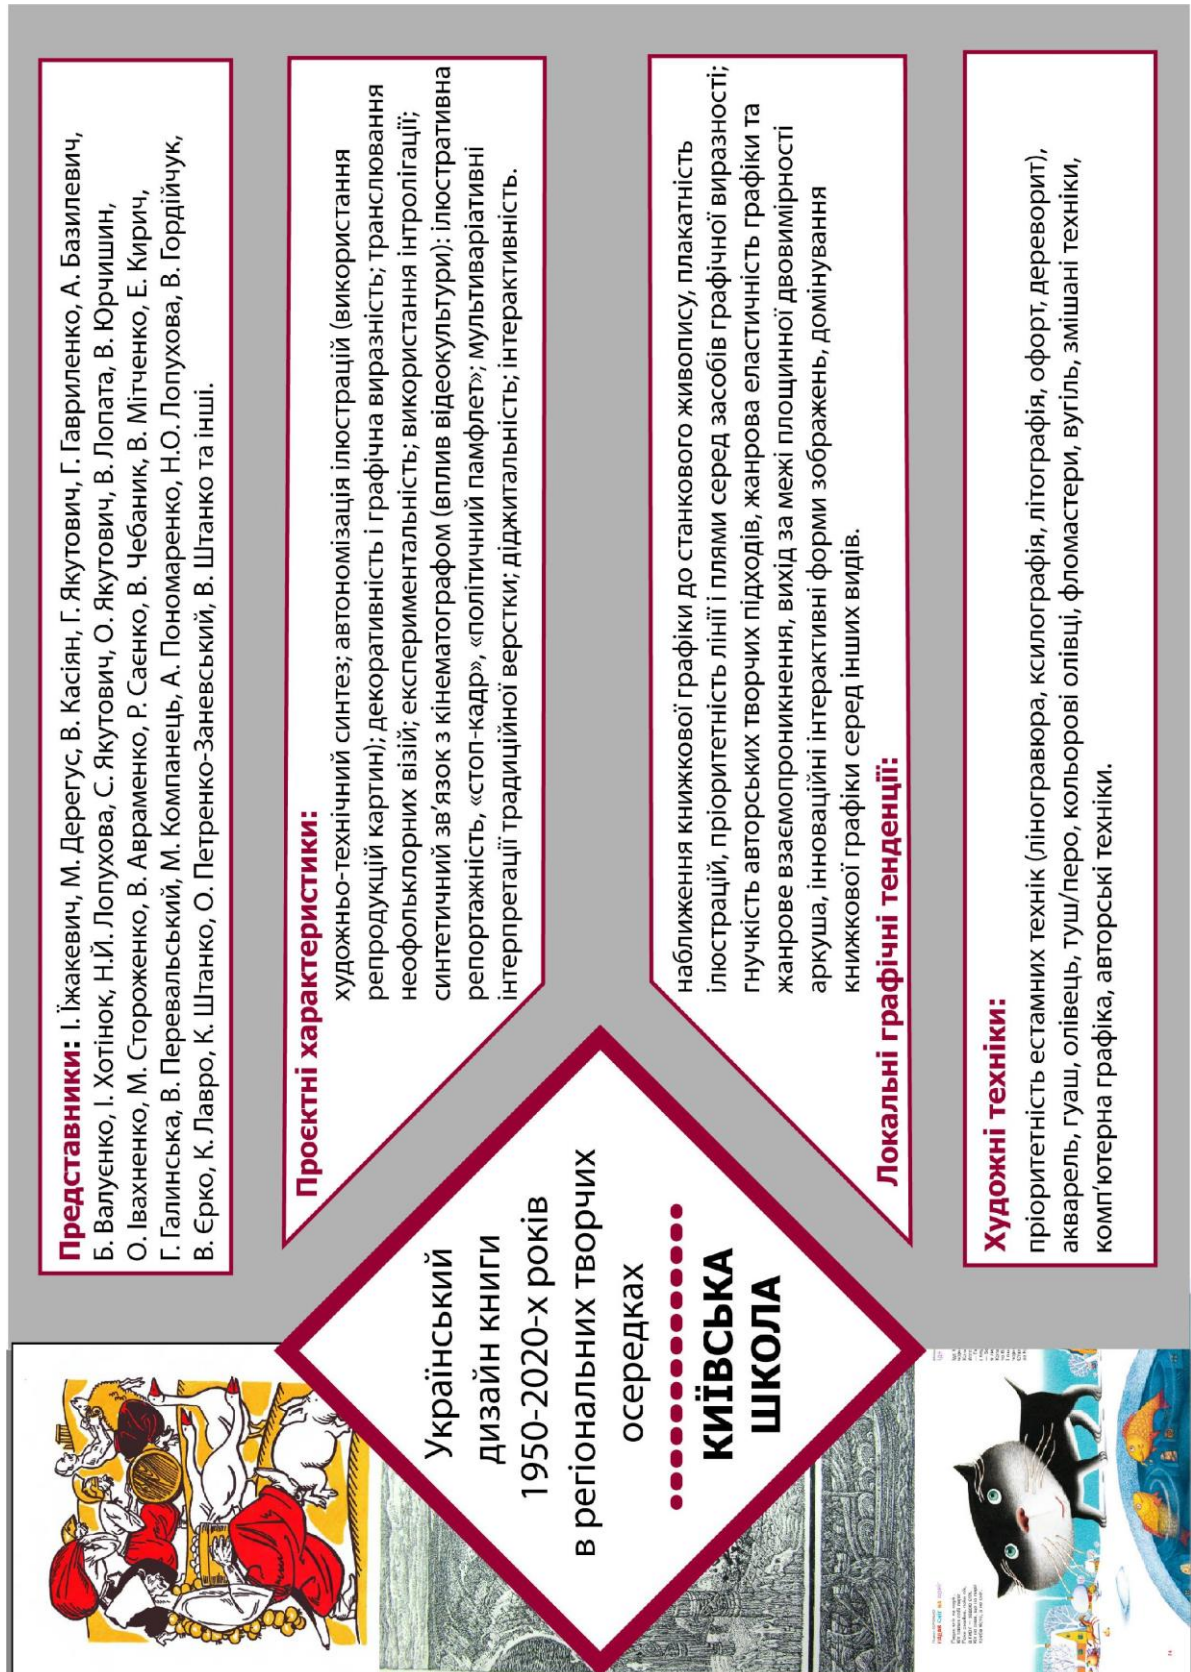 Український
дизайн книги
1950-2020-х років
в регіональних творчих
осередках
КИЇВСЬКА
ШКОЛА
Представники: І. Їжакевич, М. Дерегус, В. Касіян, Г. Якутович, Г. Гавриленко, А. Базилевич,
Б. Валуєнко, І. Хотінок, Н.Й. Лопухова, С. Якутович, О. Якутович, В. Лопата, В. Юрчишин,
О. Івахненко, М. Стороженко, В. Авраменко, Р. Саєнко, В. Чебаник, В. Мітченко, Е. Кирич,
Г. Галинська, В. Перевальський, М. Компанець, А. Пономаренко, Н.О. Лопухова, В. Гордійчук,
В. Єрко, К. Лавро, К. Штанко, О. Петренко-Заневський, В. Штанко та інші.
Проєктні характеристики:
художньо-технічний синтез; автономізація ілюстрацій (використання
репродукцій картин); декоративність і графічна виразність; транслювання
неофольклорних візій; експериментальність; використання інтролігації;
синтетичний зв’язок з кінематографом (вплив відеокультури): ілюстративна
репортажність, «стоп-кадр», «політичний памфлет»; мультиваріативні
інтерпретації традиційної верстки; діджитальність; інтерактивність.
наближення книжкової графіки до станкового живопису, плакатність
ілюстрацій, пріоритетність лінії і плями серед засобів графічної виразності;
гнучкість авторських творчих підходів, жанрова еластичність графіки та
жанрове взаємопроникнення, вихід за межі площинної двовимірності
аркуша, інноваційні інтерактивні форми зображень, домінування
книжкової графіки серед інших видів.
Локальні графічні тенденції:
Художні техніки:
пріоритетність естамних технік (ліногравюра, ксилографія, літографія, офорт, дереворит),
акварель, гуаш, олівець, туш/перо, кольорові олівці, фломастери, вугіль, змішані техніки,
комп’ютерна графіка, авторські техніки.